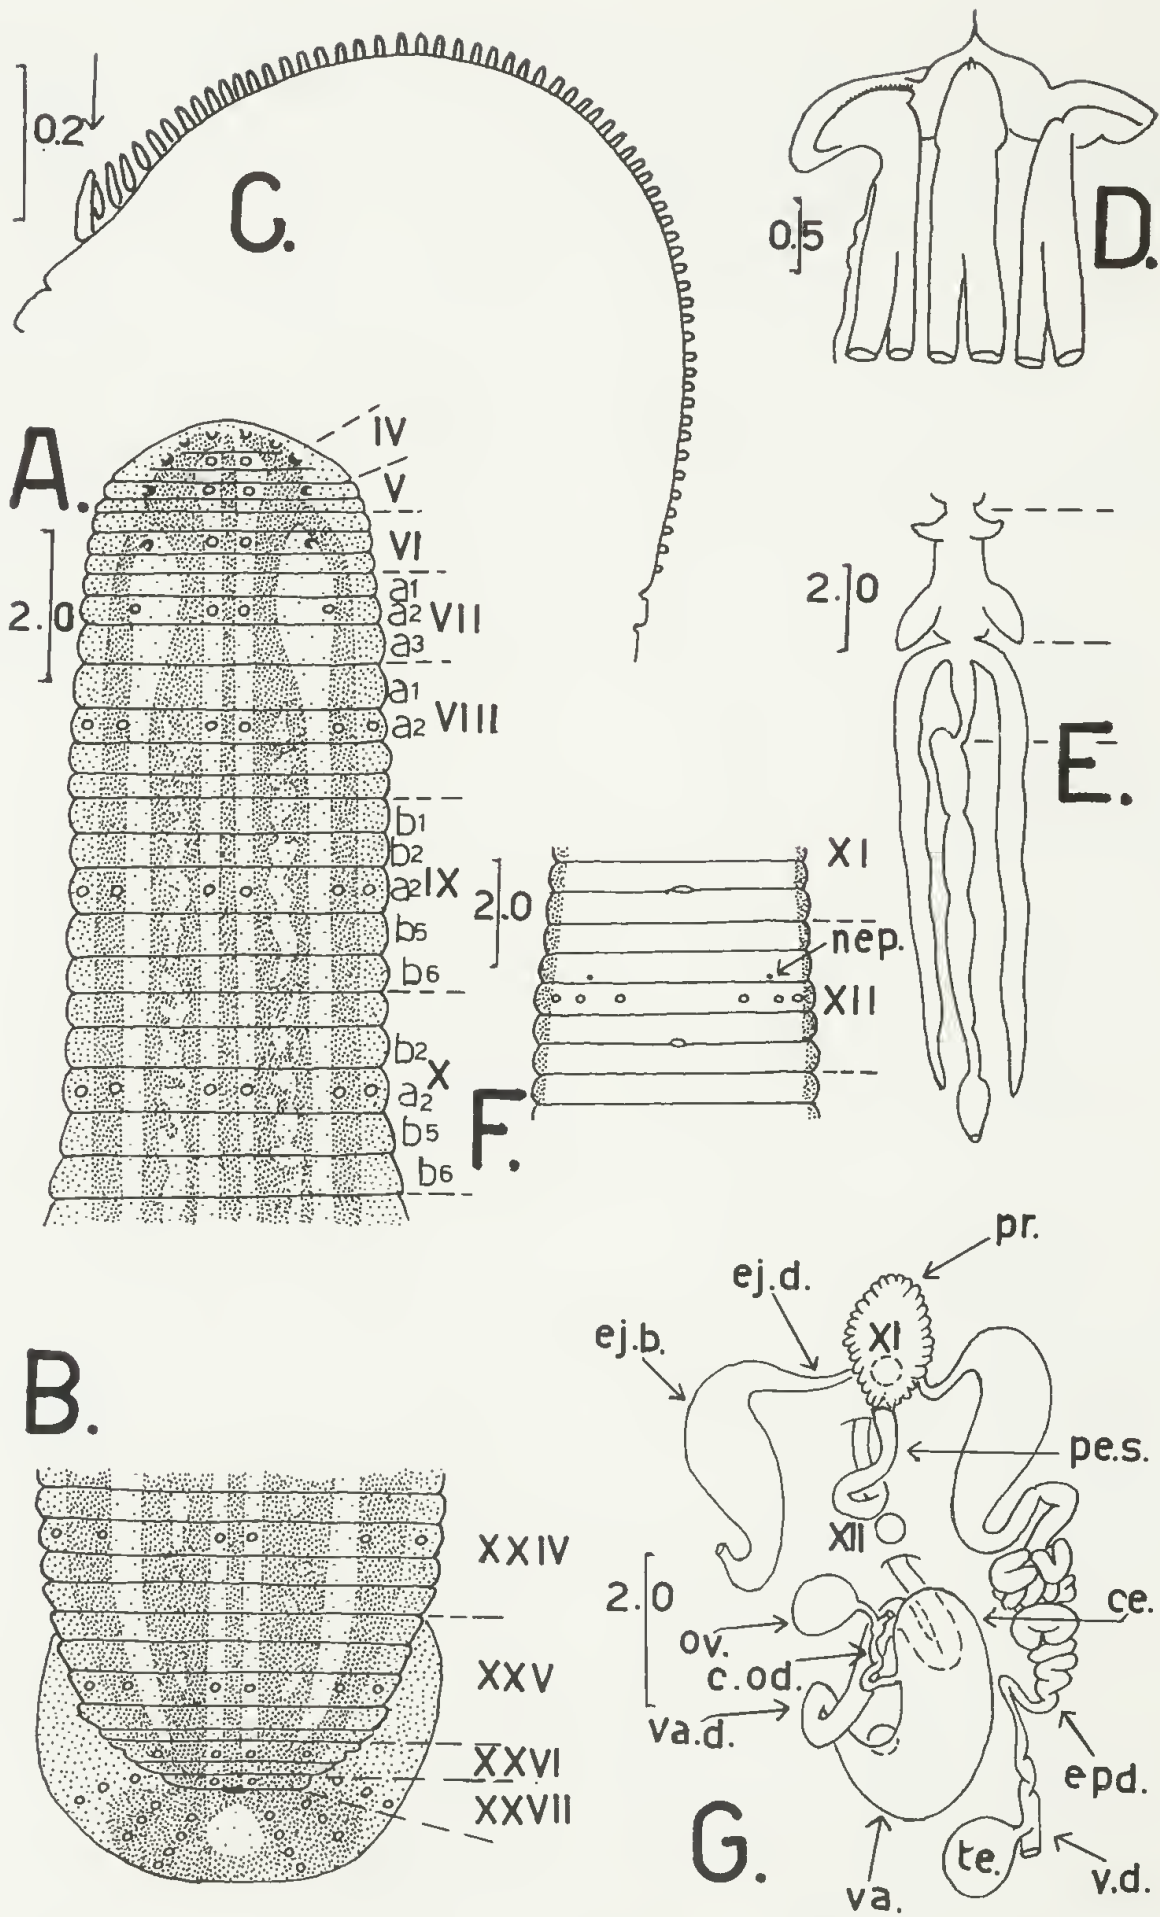 C.
0.2
D.
0.5
A.
2.0
IV
V
VI
a1
a2 VII
a3
a1
a2 VIII
b1
b2
a2 IX
b5
b6
b2
X
a2
b5
b6
E.
2.0
F.
2.0
XI
nep.
XII
B.
XXIV
XXV
XXVI
XXVII
G.
2.0
pr.
ej.d.
ej.b.
XI
pe.s.
XII
ce.
ov.
c.od.
va.d.
epd.
te.
v.d.
va.